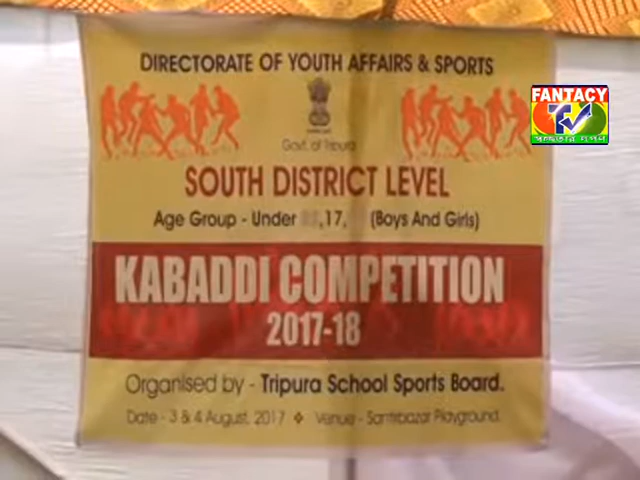 DIRECTORATE OF YOUTH AFFAIRS & SPORTS
Govt. of Tripura
SOUTH DISTRICT LEVEL
Age Group - Under ,17, (Boys And Girls)
KABADDI COMPETITION
2017-18
Organised by - Tripura School Sports Board.
Date - 3 & 4 August, 2017 ❖ Venue - Santirbazar Playground.
FANTACY
TV